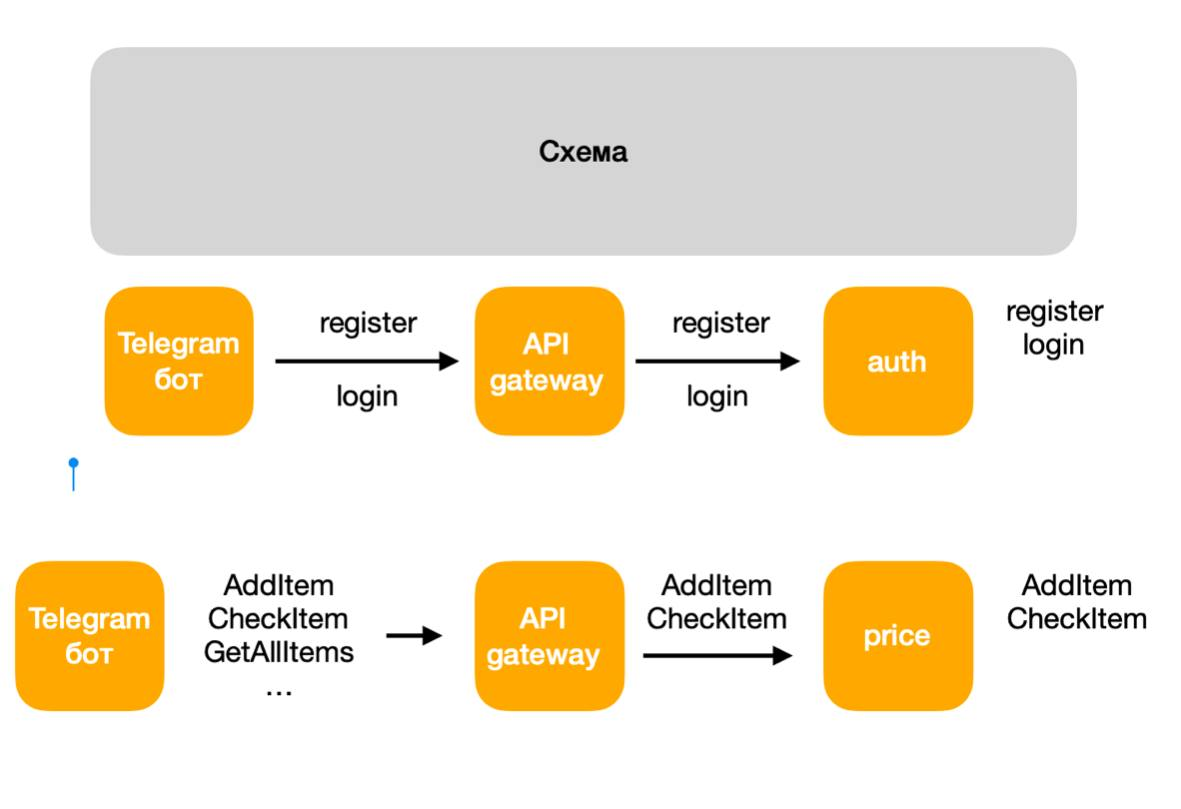 Схема
Telegram
бот
register
login
API
gateway
register
login
auth
register
login
Telegram
бот
AddItem
CheckItem
GetAllItems
...
API
gateway
AddItem
CheckItem
price
AddItem
CheckItem